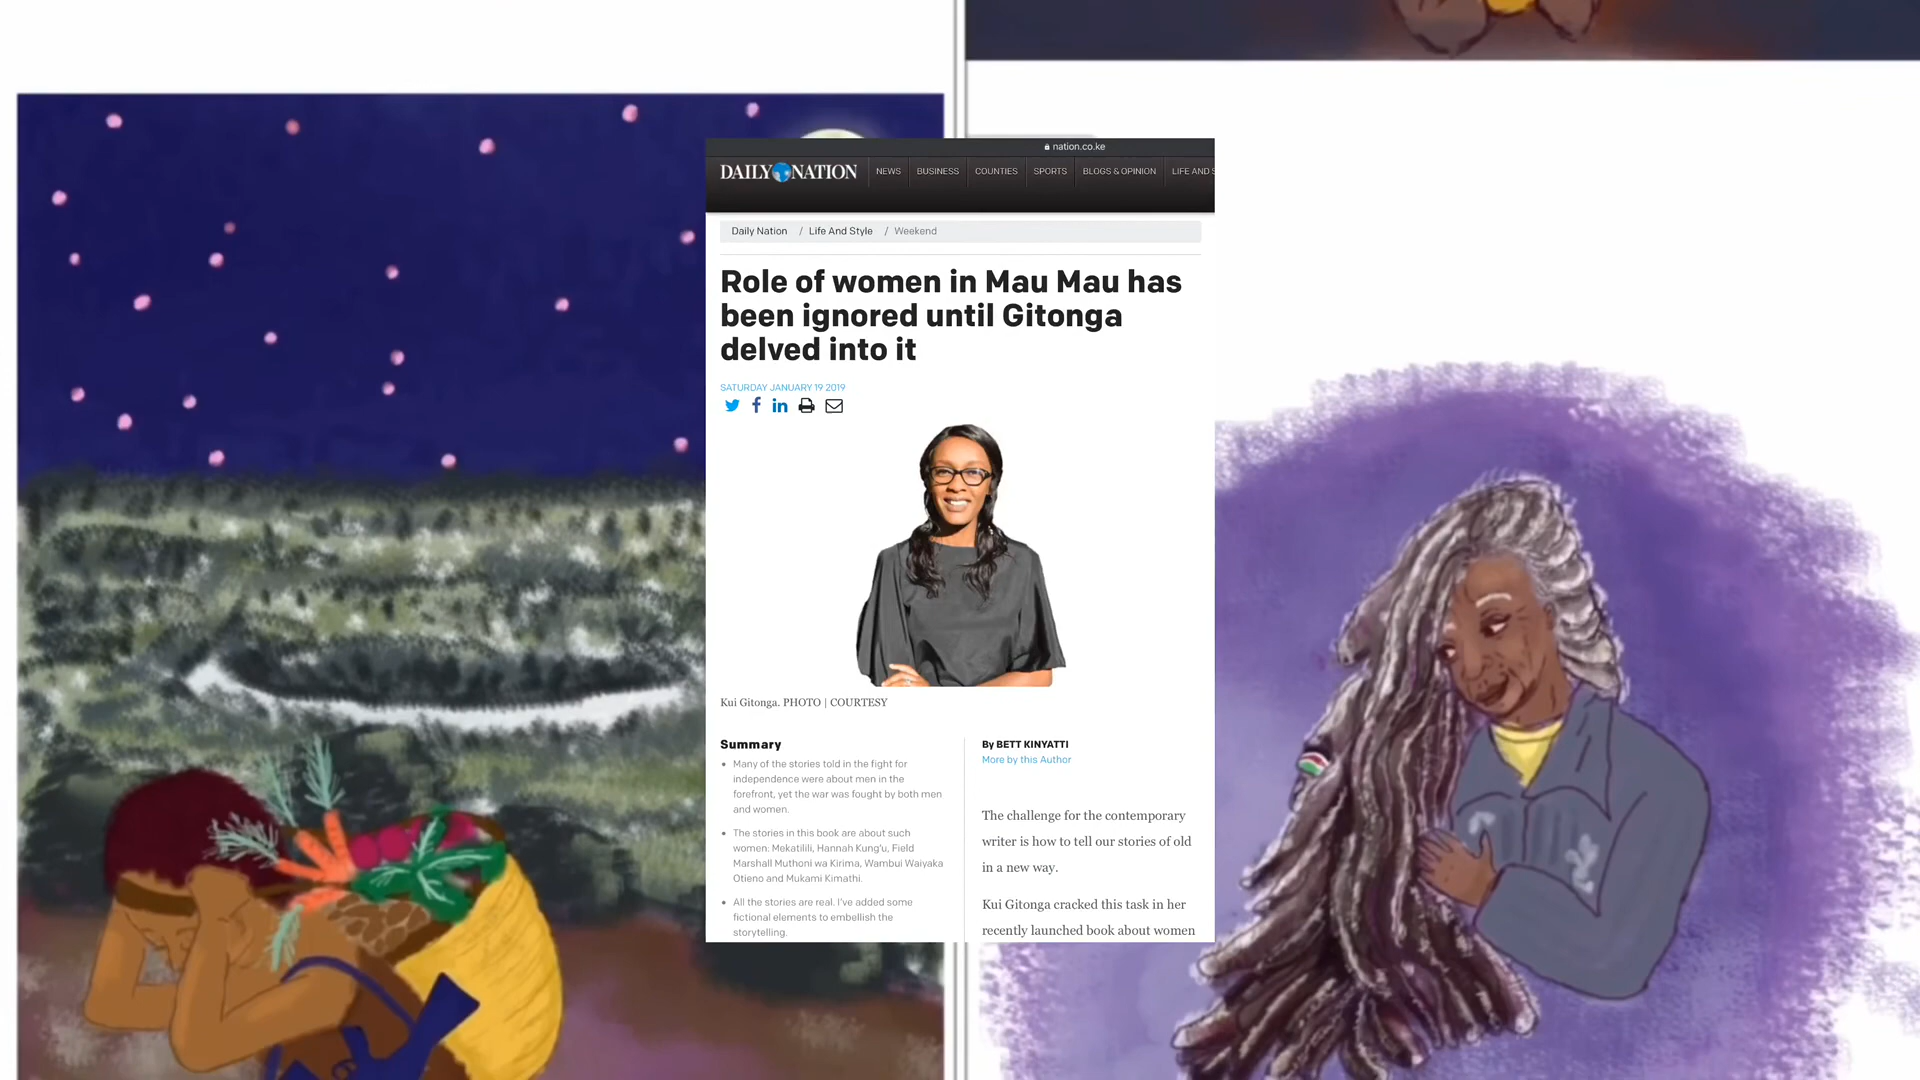 nation.co.ke
DAILY NATION NEWS BUSINESS COUNTIES SPORTS BLOGS & OPINION LIFE AND S
Daily Nation / Life And Style / Weekend
Role of women in Mau Mau has
been ignored until Gitonga
delved into it
SATURDAY JANUARY 19 2019
Kui Gitonga. PHOTO | COURTESY
Summary
Many of the stories told in the fight for
independence were about men in the
forefront, yet the war was fought by both men
and women.
The stories in this book are about such
women: Mekatilili, Hannah Kung'u, Field
Marshall Muthoni wa Kirima, Wambui Waiyaka
Otieno and Mukami Kimathi.
All the stories are real. I've added some
fictional elements to embellish the
storytelling.
By BETT KINYATTI
More by this Author
The challenge for the contemporary
writer is how to tell our stories of old
in a new way.
Kui Gitonga cracked this task in her
recently launched book about women